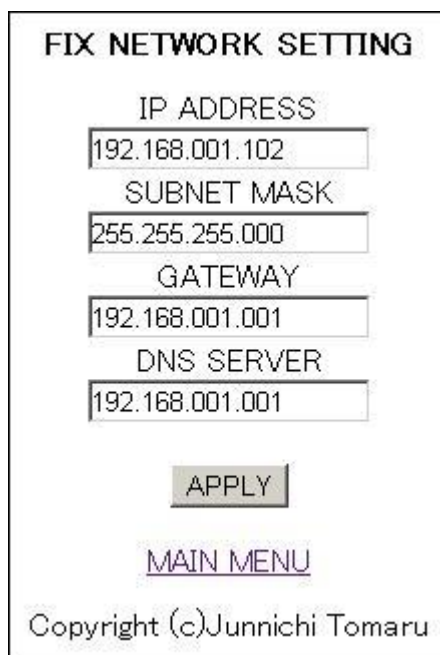 FIX NETWORK SETTING
IP ADDRESS
192.168.001.102
SUBNET MASK
255.255.255.000
GATEWAY
192.168.001.001
DNS SERVER
192.168.001.001
APPLY
MAIN MENU
Copyright (c)Junnichi Tomaru